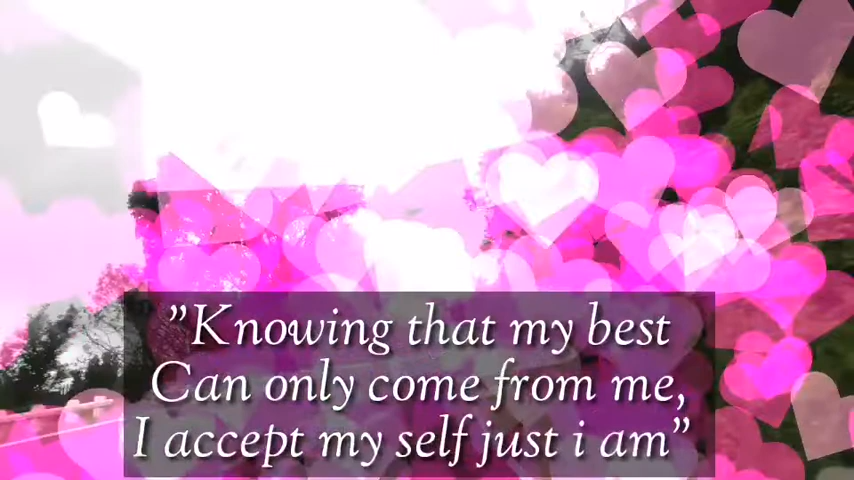 "Knowing that my best
Can only come from me,
I accept my self just i am"